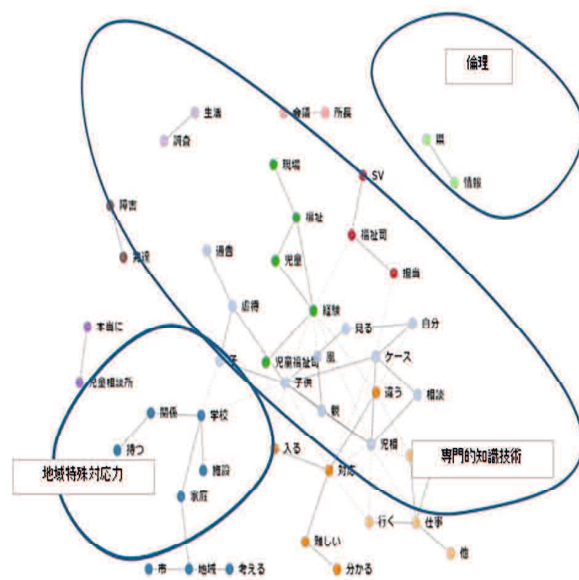 倫理
生活
会議
所長
調査
県
現場
情報
SV
障害
福祉
福祉司
通告
発達
児童
担当
虐待
経験
本当に
見る
自分
子
児童福祉司
風
ケース
児童相談所
子供
違う
相談
関係
学校
親
持つ
児相
専門的知識技術
入る
地域特殊対応力
施設
対応
家庭
行く
仕事
難しい
他
市
地域
考える
分かる